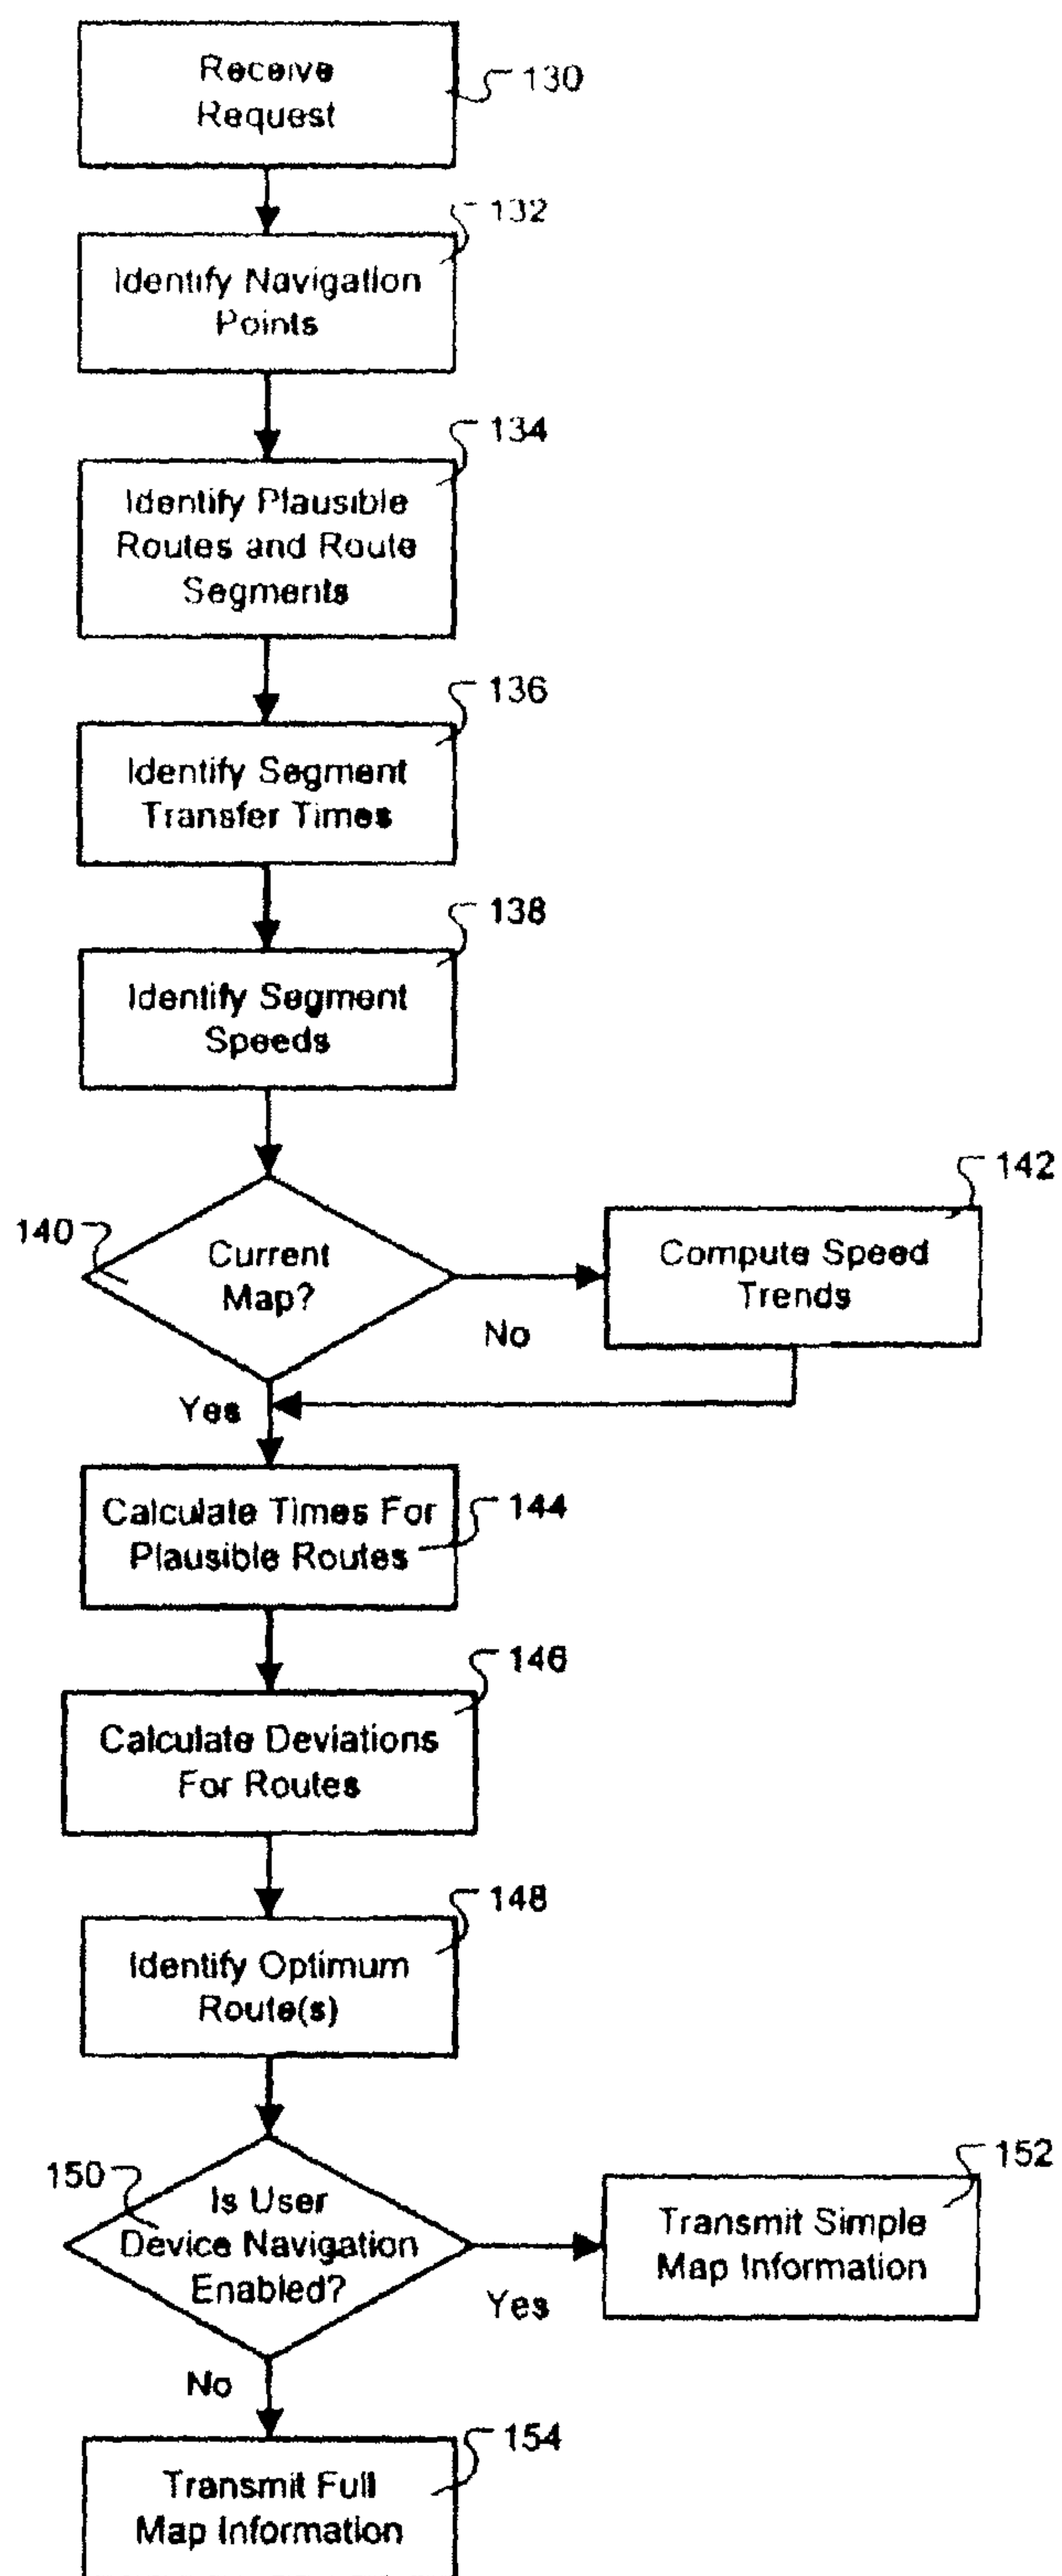 Receive
Request
130
132
Identify Navigation
Points
134
Identify Plausible
Routes and Route
Segments
136
Identify Segment
Transfer Times
138
Identify Segment
Speeds
140
Current
Map?
No
Yes
142
Compute Speed
Trends
Calculate Times For
Plausible Routes
144
146
Calculate Deviations
For Routes
148
Identify Optimum
Route(s)
150
Is User
Device Navigation
Enabled?
Yes
No
152
Transmit Simple
Map Information
154
Transmit Full
Map Information